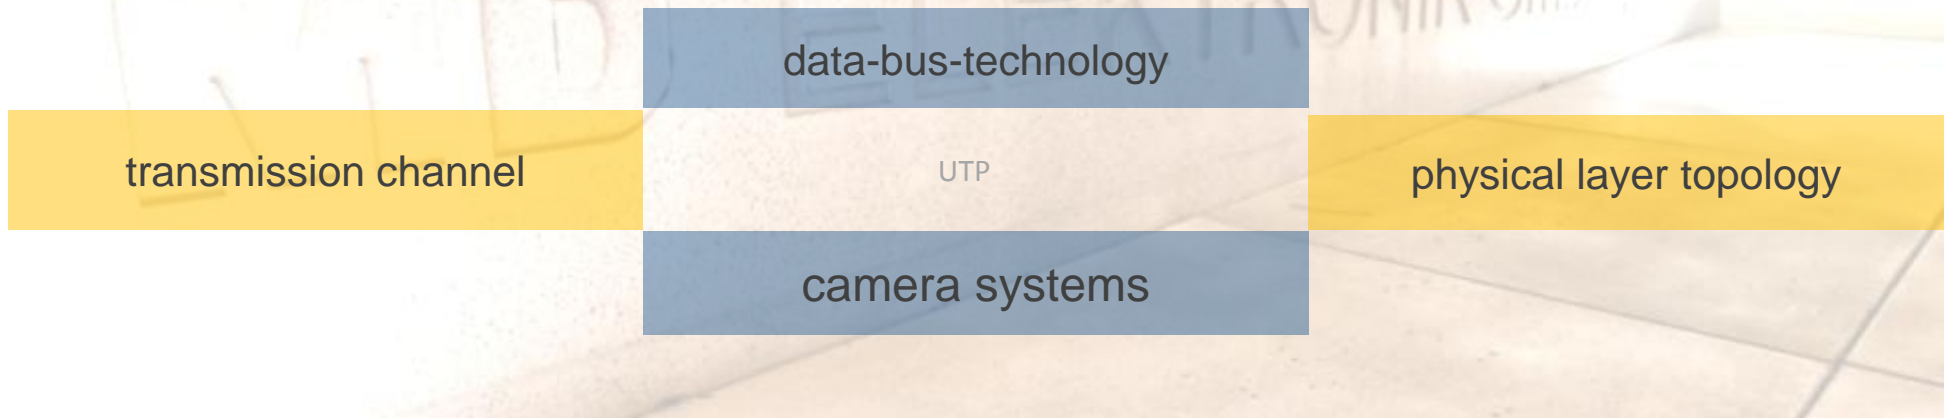 data-bus-technology
transmission channel
UTP
physical layer topology
camera systems